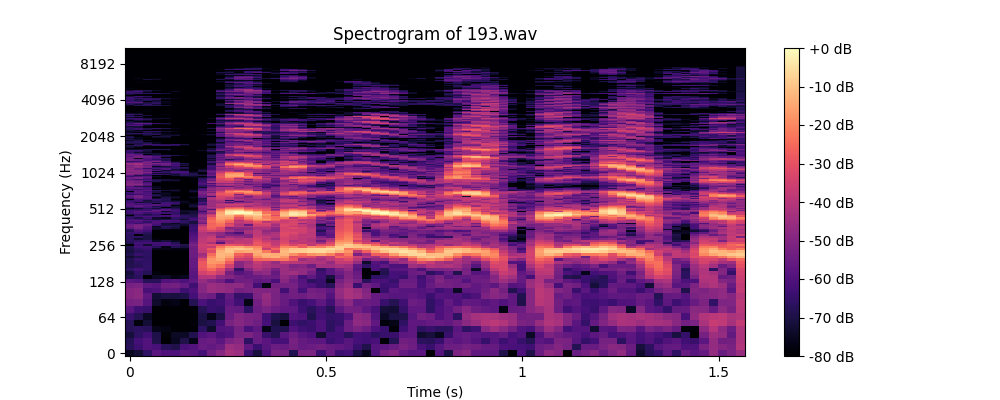 Spectrogram of 193.wav
Frequency (Hz)
8192
4096
2048
1024
512
256
128
64
0
0
0.5
1
1.5
Time (s)
+0 dB
-10 dB
-20 dB
-30 dB
-40 dB
-50 dB
-60 dB
-70 dB
-80 dB